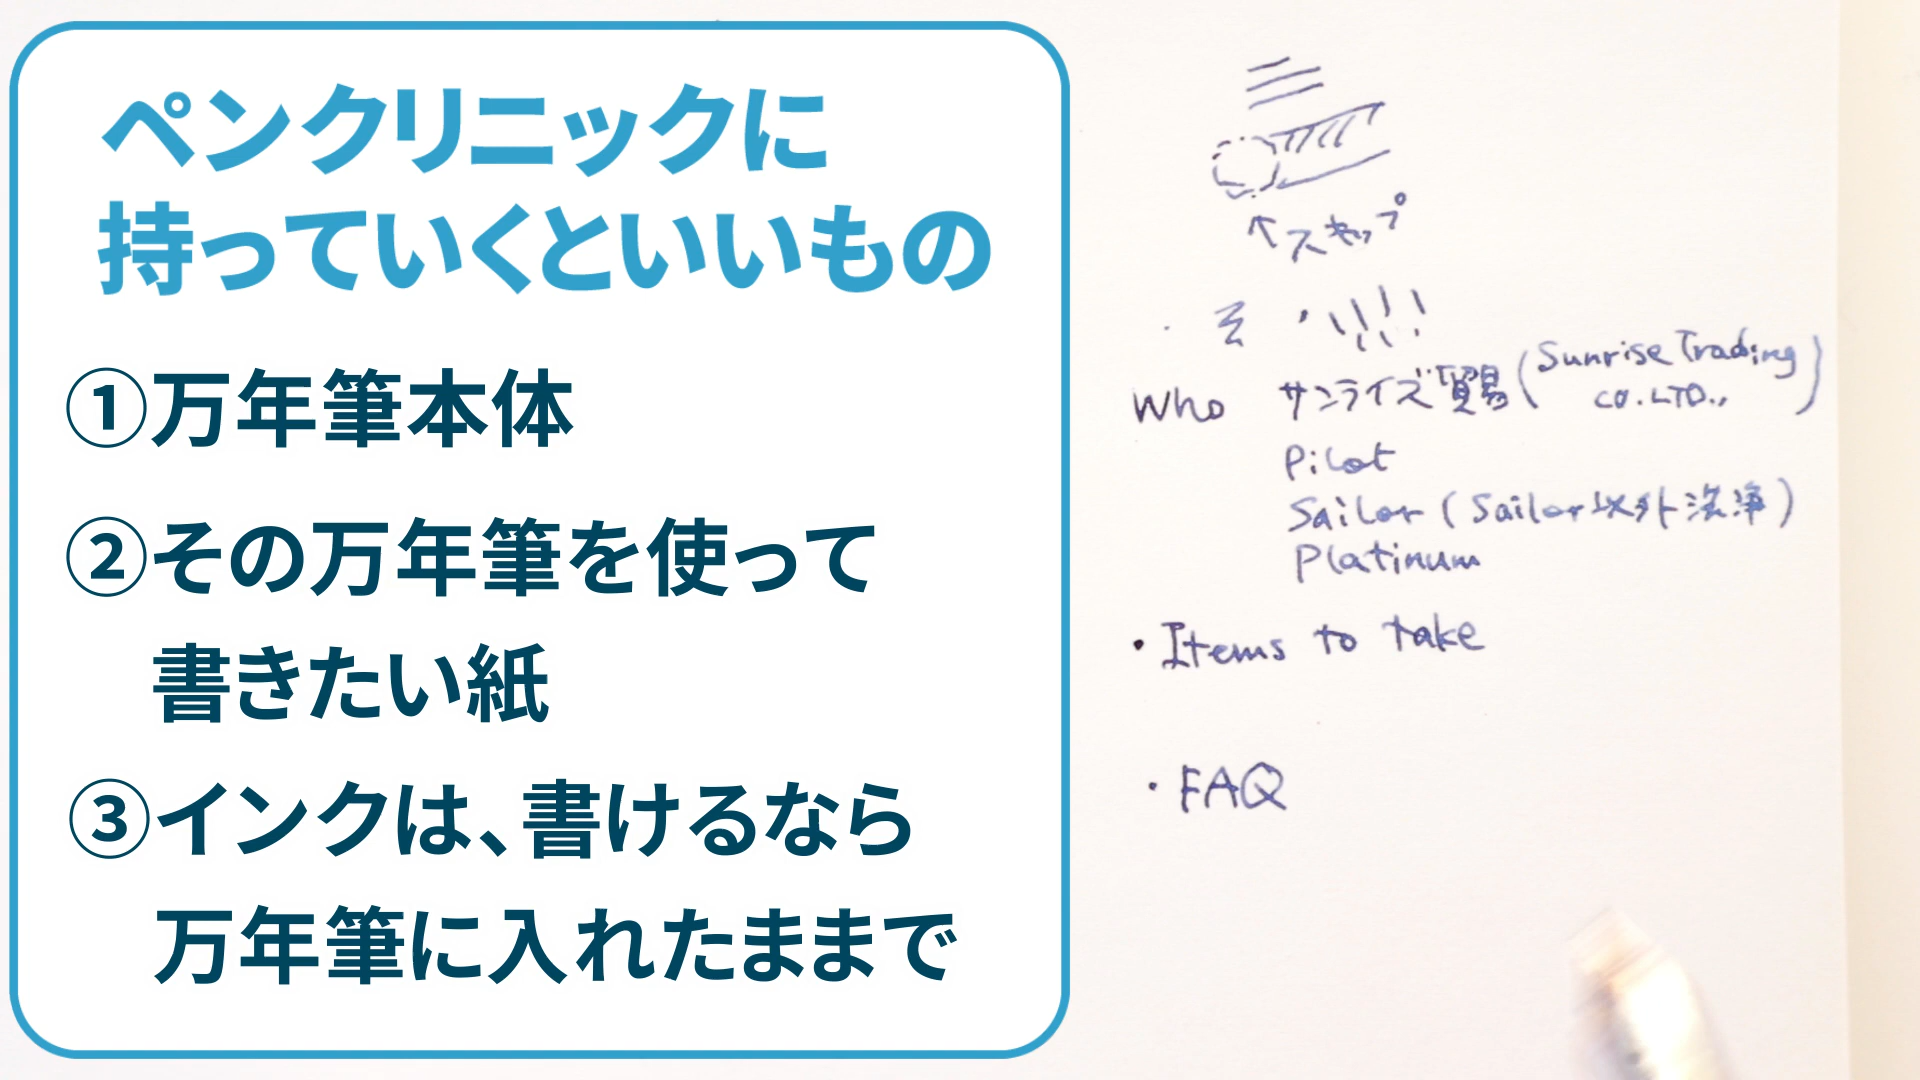 ペンクリニックに
持っていくといいもの
①万年筆本体
②その万年筆を使って
書きたい紙
③インクは、書けるなら
万年筆に入れたままで
↑スキップ
Who サンライズ貿易 (Sunrise Trading
CO.LTD.,)
Pilot
Sailor (Sailor以外洗浄)
Platinum
・Items to take
・FAQ